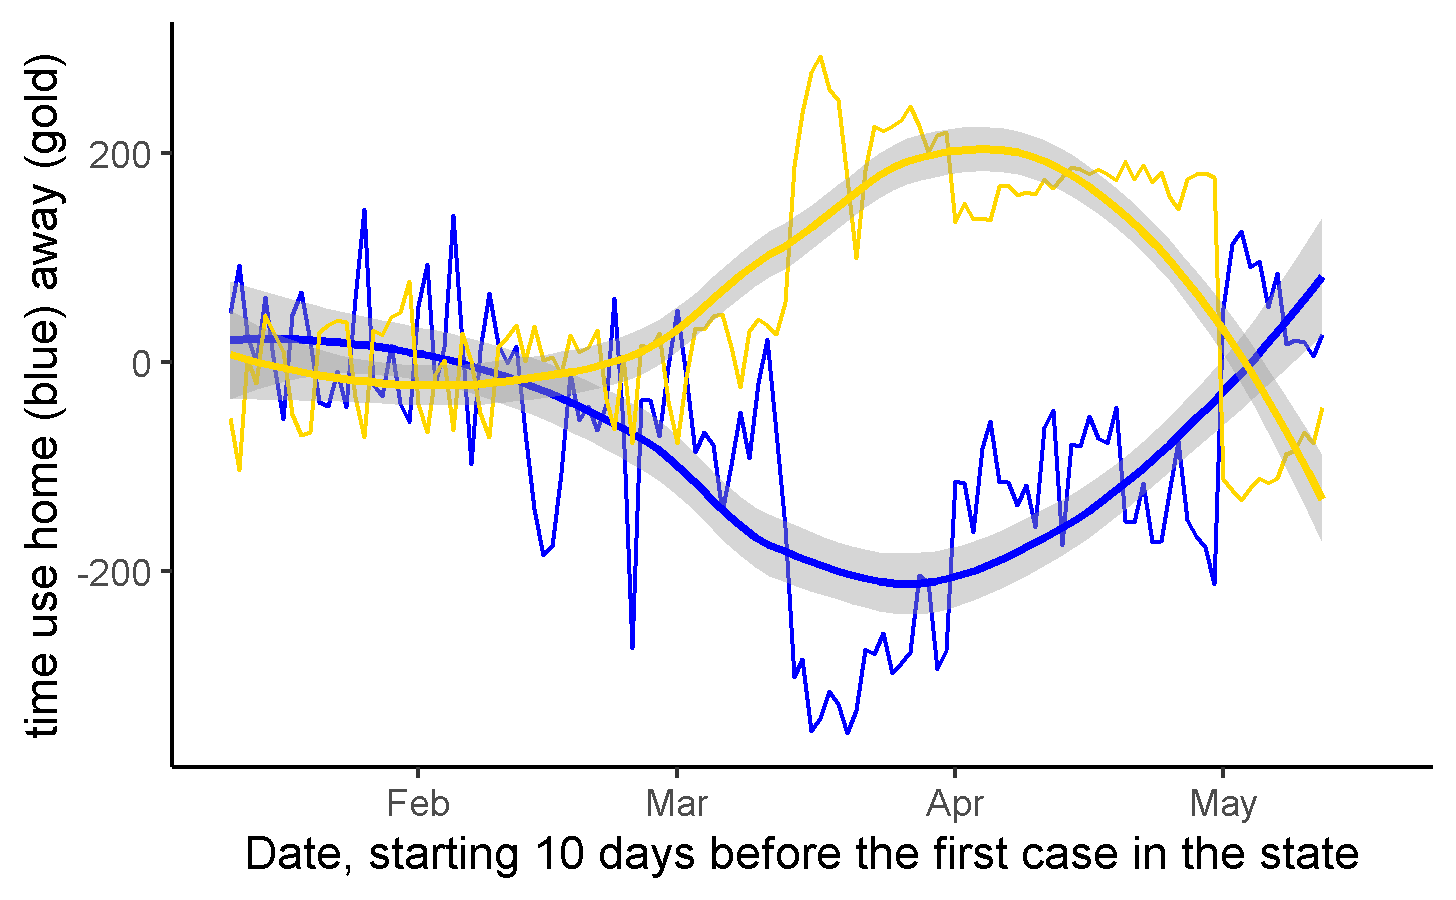 time use home (blue) away (gold)
200
0
-200
Feb Mar Apr May
Date, starting 10 days before the first case in the state